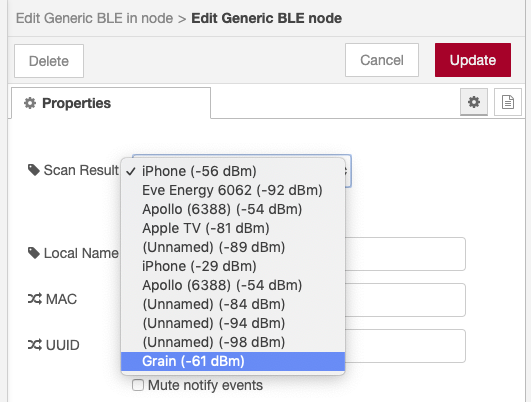 Edit Generic BLE in node > Edit Generic BLE node
Delete
Cancel
Update
Properties
Scan Result
✓ iPhone (-56 dBm)
Eve Energy 6062 (-92 dBm)
Apollo (6388) (-54 dBm)
Apple TV (-81 dBm)
(Unnamed) (-89 dBm)
iPhone (-29 dBm)
Apollo (6388) (-54 dBm)
(Unnamed) (-84 dBm)
(Unnamed) (-94 dBm)
(Unnamed) (-98 dBm)
Grain (-61 dBm)
Local Name
MAC
UUID
Mute notify events